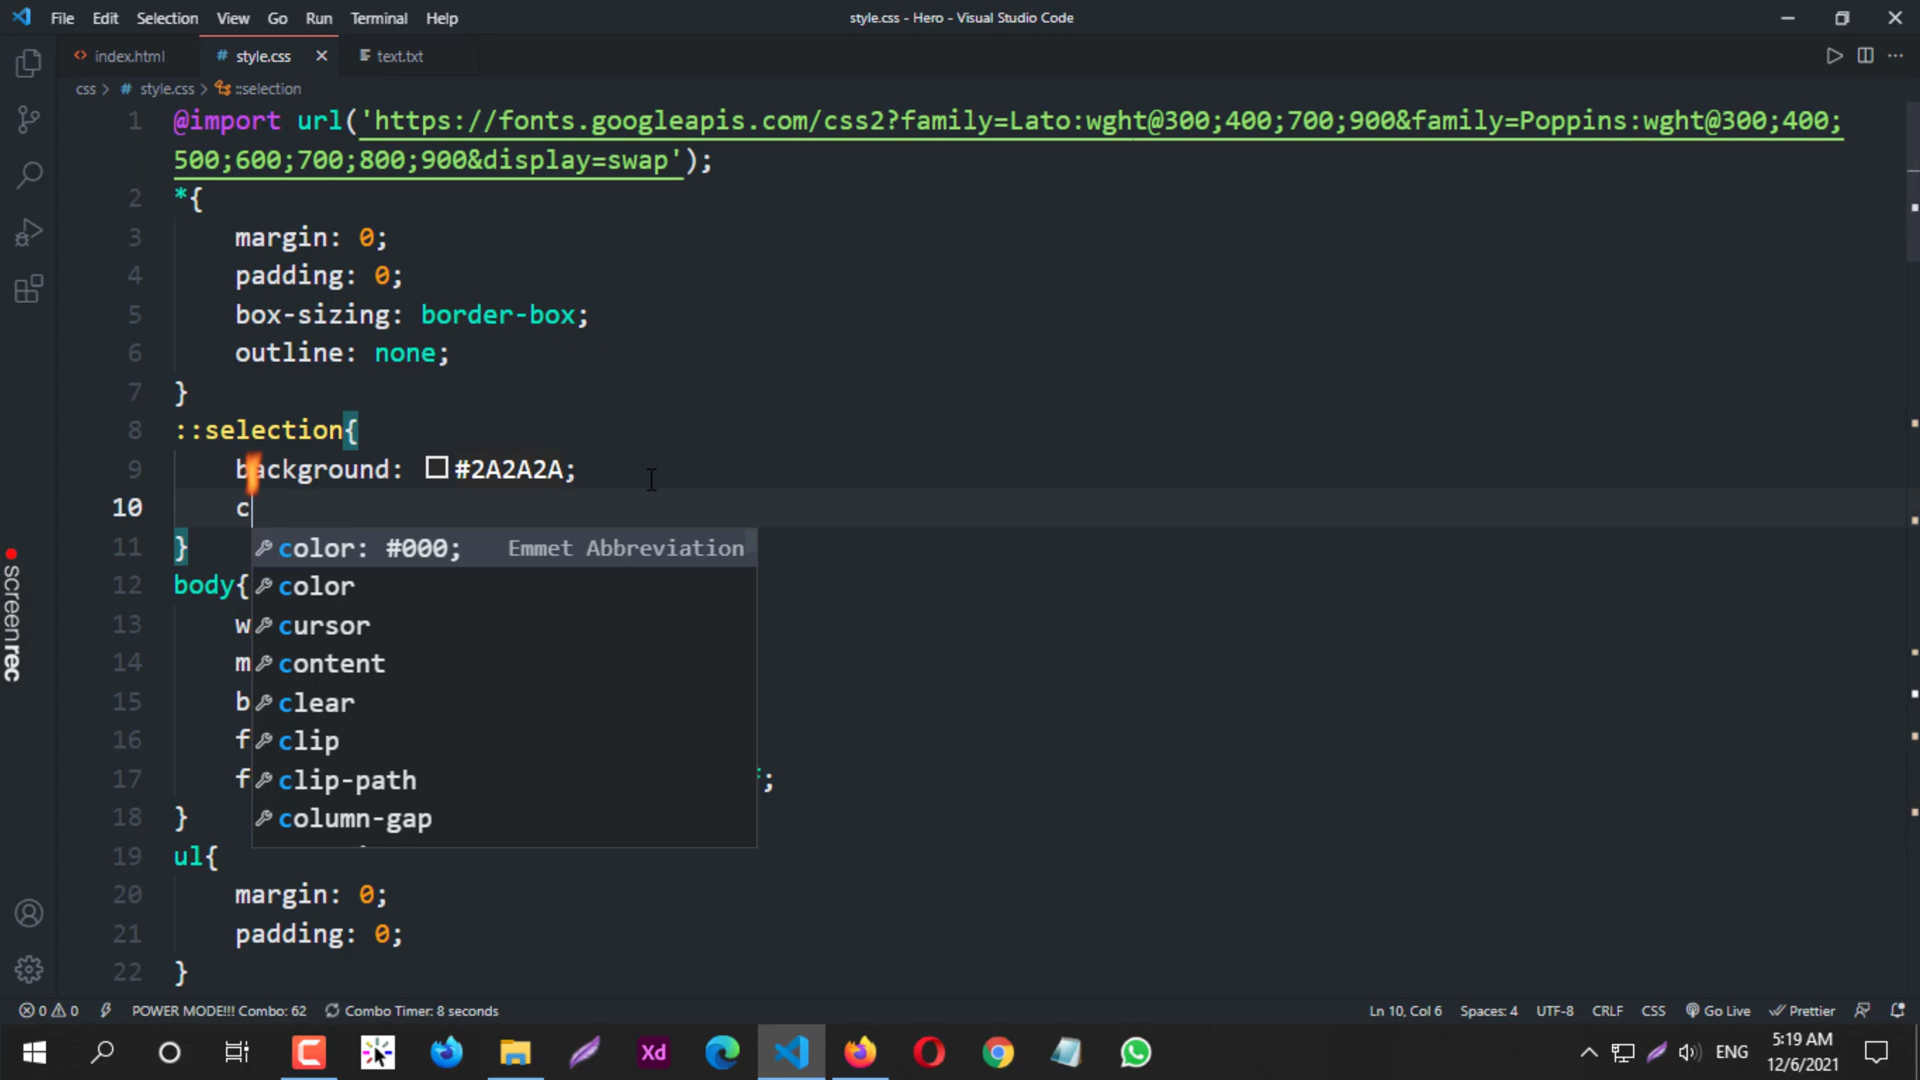 File Edit Selection View Go Run Terminal Help
style.css - Hero - Visual Studio Code
index.html
# style.css
text.txt
css > # style.css > ::selection
1 @import url('https://fonts.googleapis.com/css2?family=Lato:wght@300;400;700;900&family=Poppins:wght@300;400;
500;600;700;800;900&display=swap');
2 *{
3 margin: 0;
4 padding: 0;
5 box-sizing: border-box;
6 outline: none;
7 }
8 ::selection{
9 background: #2A2A2A;
10 c
11 }
color: #000; Emmet Abbreviation
12 body{
color
13 w
cursor
14 m
content
15 b
clear
16 f
clip
17 f ;
clip-path
18 }
column-gap
19 ul{
20 margin: 0;
21 padding: 0;
22 }
screenrec
0 0 POWER MODE!!! Combo: 62 Combo Timer: 8 seconds
Ln 10, Col 6 Spaces: 4 UTF-8 CRLF CSS Go Live Prettier
Xd
ENG
5:19 AM
12/6/2021